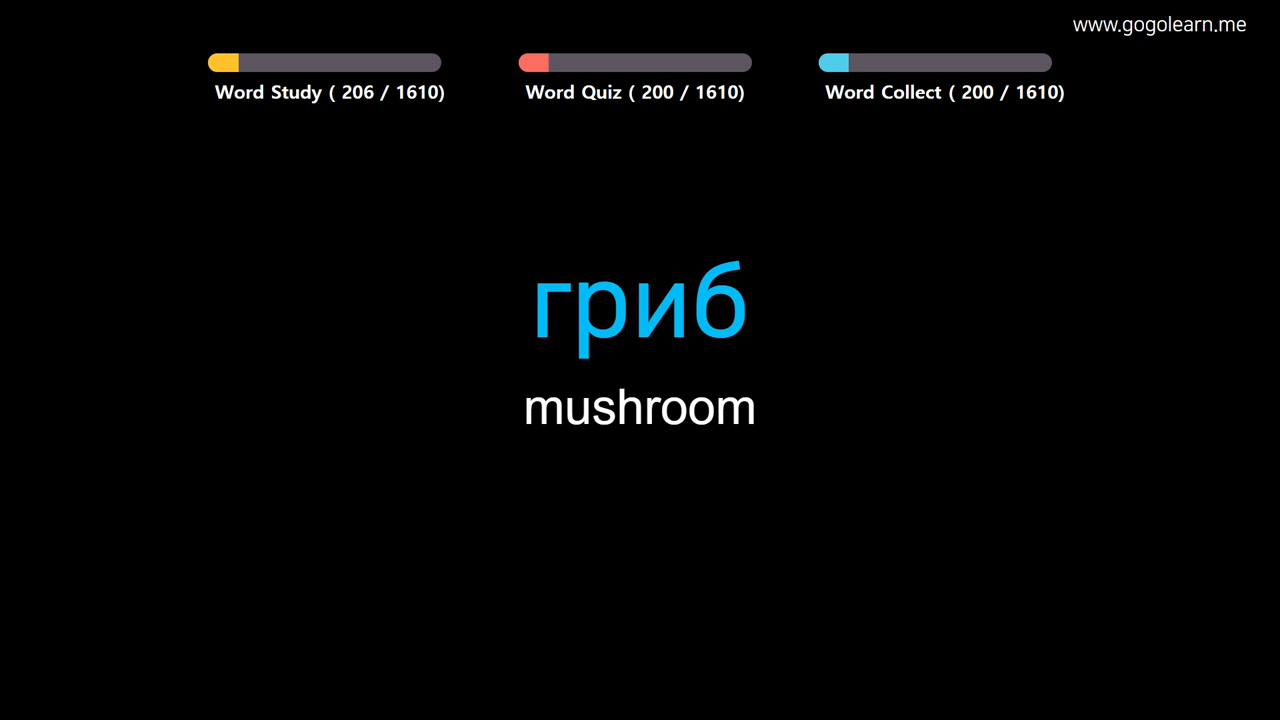 www.gogolearn.me
Word Study ( 206 / 1610)
Word Quiz ( 200 / 1610)
Word Collect ( 200 / 1610)
гриб
mushroom